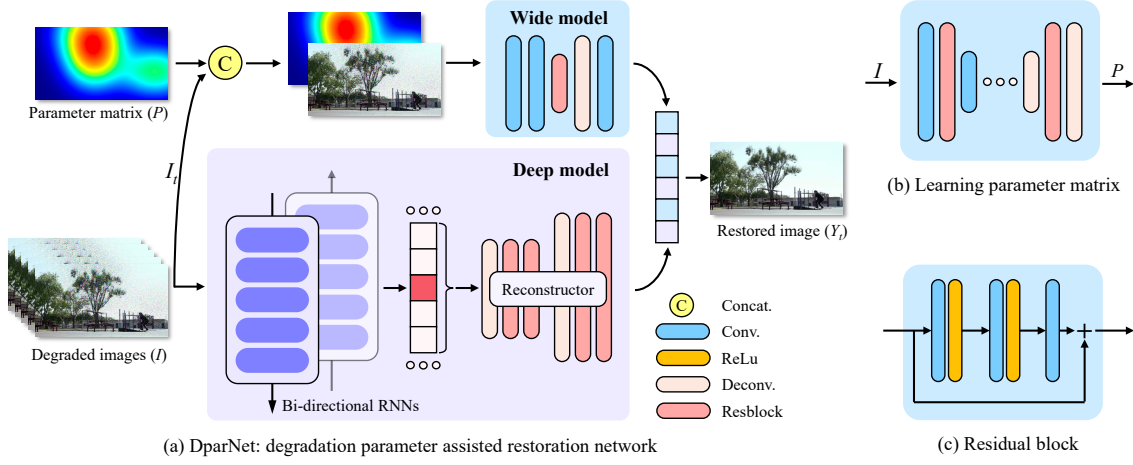 Wide model
C
Parameter matrix (P)
I_t
Deep model
Degraded images (I)
Bi-directional RNNs
Reconstructor
Restored image (Y_t)
C Concat.
Conv.
ReLu
Deconv.
Resblock
(a) DparNet: degradation parameter assisted restoration network
I
P
(b) Learning parameter matrix
(c) Residual block